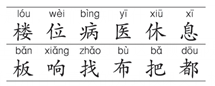 lóu wèi bìng yī xiū xī
楼 位 病 医 休 息
bǎn xiǎng zhǎo bù bǎ dōu
板 响 找 布 把 都